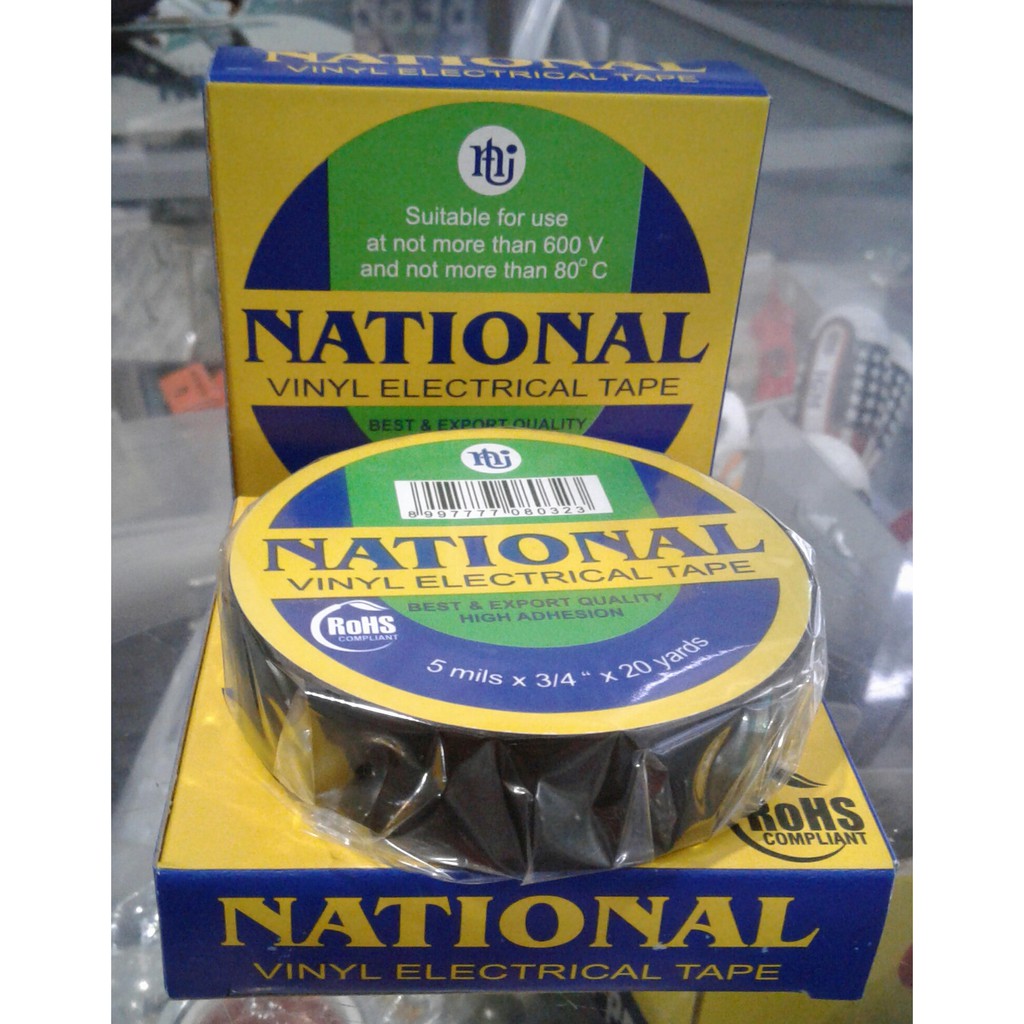 NATIONAL
VINYL ELECTRICAL TAPE
Suitable for use
at not more than 600 V
and not more than 80° C
NATIONAL
VINYL ELECTRICAL TAPE
BEST & EXPORT QUALITY
8 997777 080323
NATIONAL
VINYL ELECTRICAL TAPE
BEST & EXPORT QUALITY
HIGH ADHESION
RoHS
COMPLIANT
5 mils x 3/4 " x 20 yards
RoHS
COMPLIANT
NATIONAL
VINYL ELECTRICAL TAPE